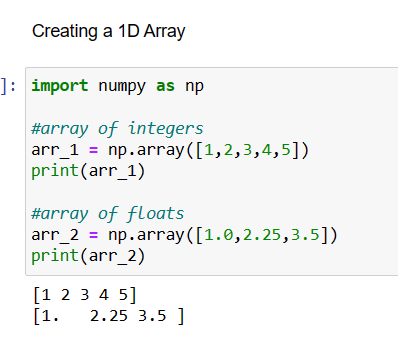 Creating a 1D Array
]: import numpy as np
#array of integers
arr_1 = np.array([1,2,3,4,5])
print(arr_1)
#array of floats
arr_2 = np.array([1.0,2.25,3.5])
print(arr_2)
[1 2 3 4 5]
[1.   2.25 3.5 ]